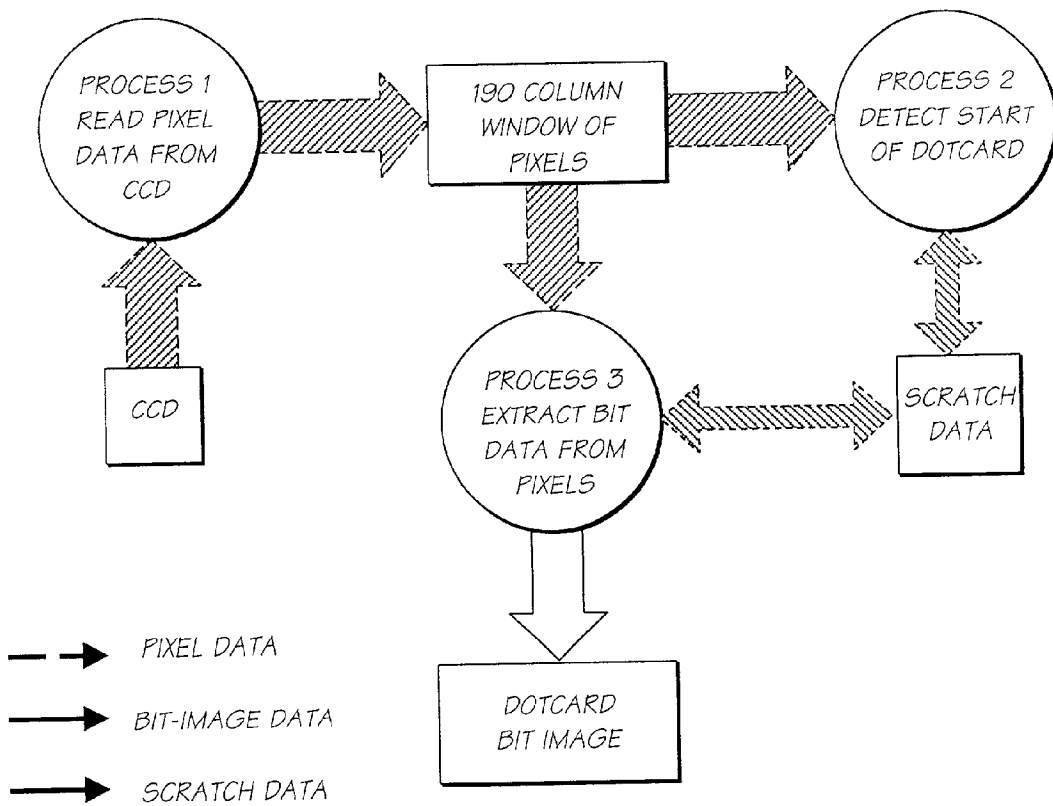 PROCESS 1
READ PIXEL
DATA FROM
CCD
190 COLUMN
WINDOW OF
PIXELS
PROCESS 2
DETECT START
OF DOTCARD
CCD
PROCESS 3
EXTRACT BIT
DATA FROM
PIXELS
SCRATCH
DATA
DOTCARD
BIT IMAGE
PIXEL DATA
BIT-IMAGE DATA
SCRATCH DATA